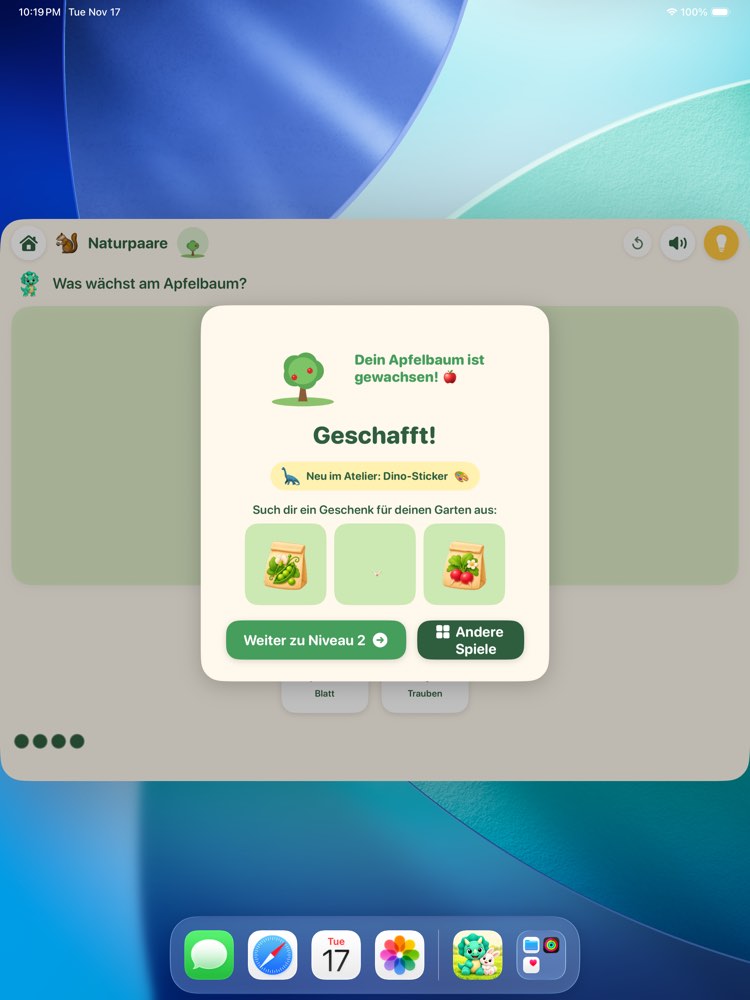 10:19 PM Tue Nov 17
100%
Naturpaare
Was wächst am Apfelbaum?
Dein Apfelbaum ist
gewachsen!
Geschafft!
Neu im Atelier: Dino-Sticker
Such dir ein Geschenk für deinen Garten aus:
Weiter zu Niveau 2
Andere
Spiele
Blatt
Trauben
Tue
17